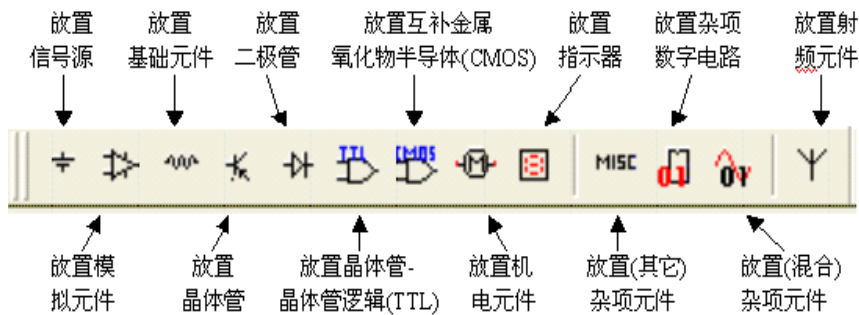 放置
信号源
放置
基础元件
放置
二极管
放置互补金属
氧化物半导体(CMOS)
放置
指示器
放置杂项
数字电路
放置射
频元件
TTL
CMOS
M
MISC
01
01
放置模
拟元件
放置
晶体管
放置晶体管-
晶体管逻辑(TTL)
放置机
电元件
放置(其它)
杂项元件
放置(混合)
杂项元件